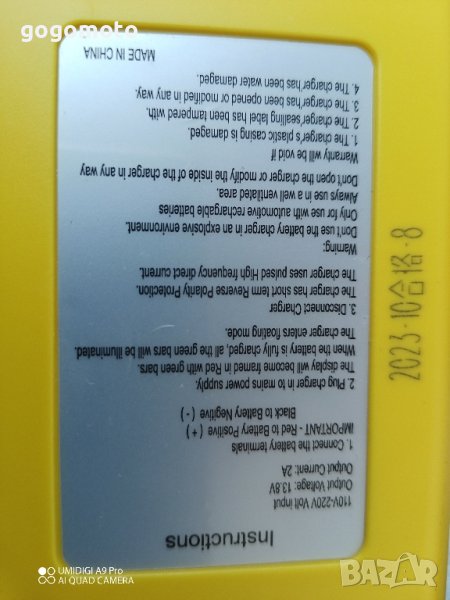 gogomoto
Instructions
110V-220V Volt input
Output Voltage: 13.8V
Output Current: 2A
1. Connect the battery terminals
IMPORTANT - Red to Battery Positive ( + )
Black to Battery Negitive ( - )
2. Plug charger in to mains power supply.
The display will become framed in Red with green bars.
When the battery is fully charged, all the green bars will be illuminated.
The charger enters floating mode.
3. Disconnect Charger
The charger has short term Reverse Polarity Protection.
The charger uses pulsed High frequency direct current.
Warning:
Don't use the battery charger in an explosive environment.
Only for use with automotive rechargable batteries
Always use in a well ventilated area.
Don't open the charger or modify the inside of the charger in any way
Warranty will be void if
1. The charger's plastic casing is damaged.
2. The charger sealing label has been tampered with.
3. The charger has been opened or modified in any way.
4. The charger has been water damaged.
MADE IN CHINA
2023-10合格-8
UMIDIGI A9 Pro
AI QUAD CAMERA
BAZAR